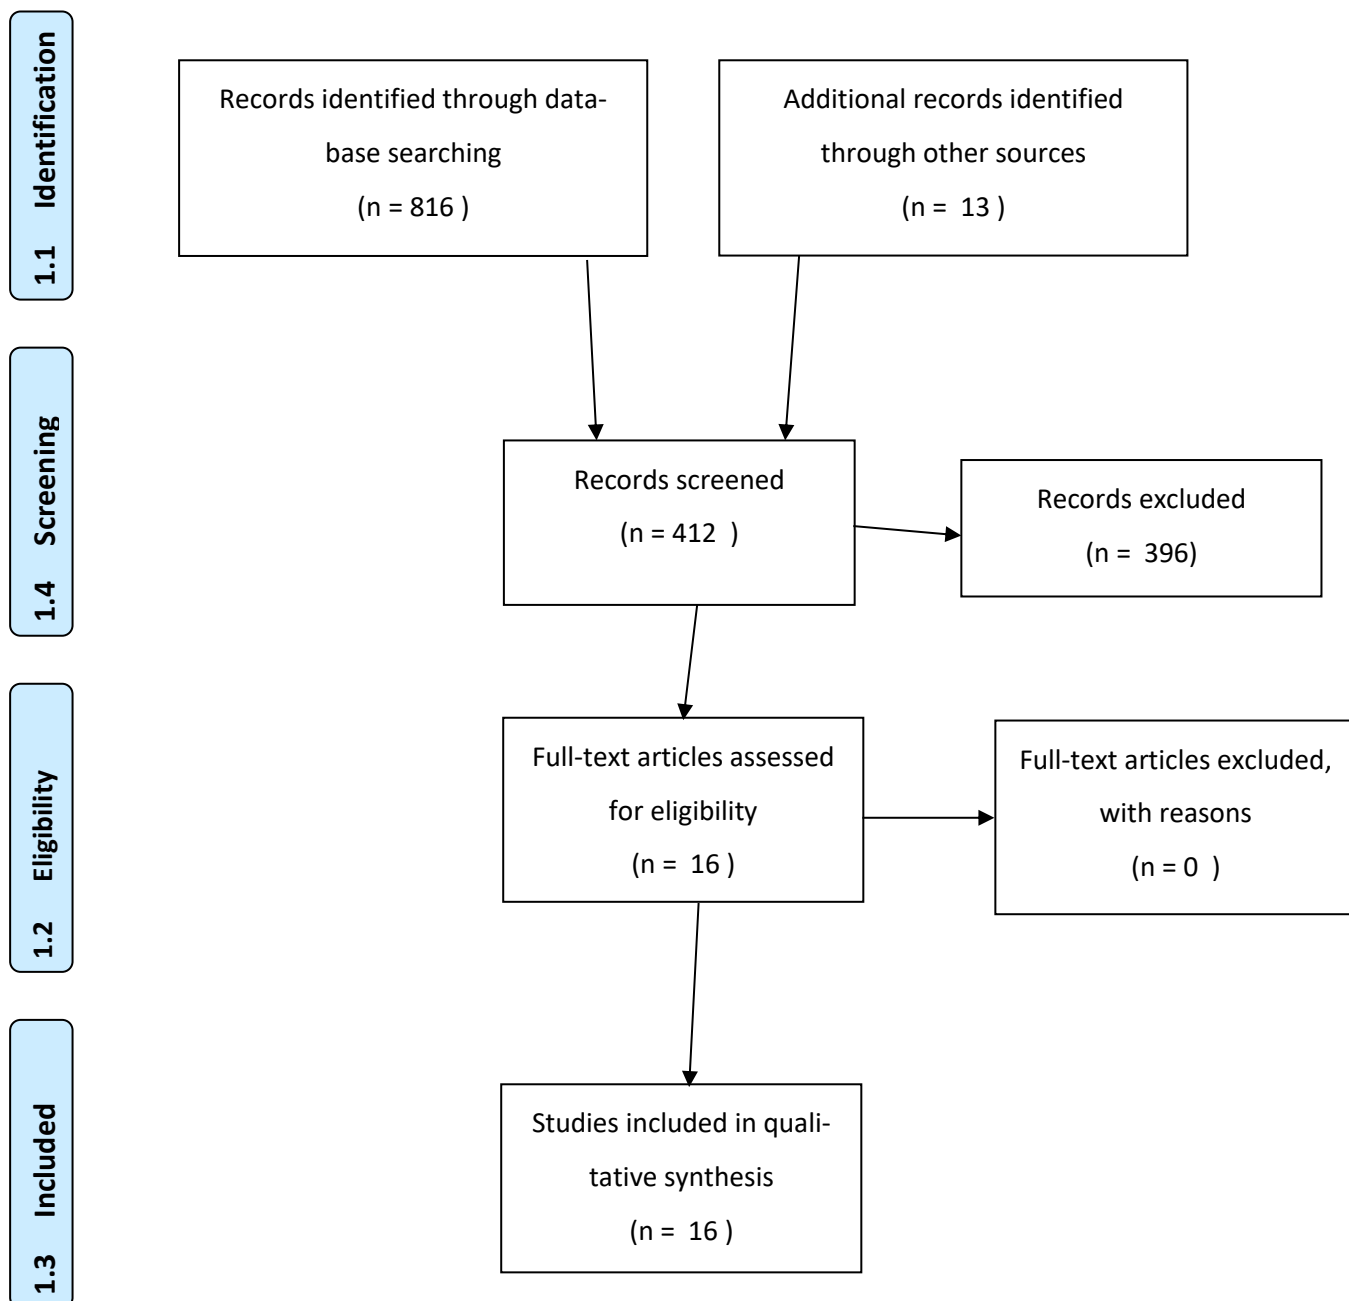 1.1 Identification
Records identified through data-
base searching
(n = 816 )
Additional records identified
through other sources
(n = 13 )
1.4 Screening
Records screened
(n = 412 )
Records excluded
(n = 396)
1.2 Eligibility
Full-text articles assessed
for eligibility
(n = 16 )
Full-text articles excluded,
with reasons
(n = 0 )
1.3 Included
Studies included in quali-
tative synthesis
(n = 16 )